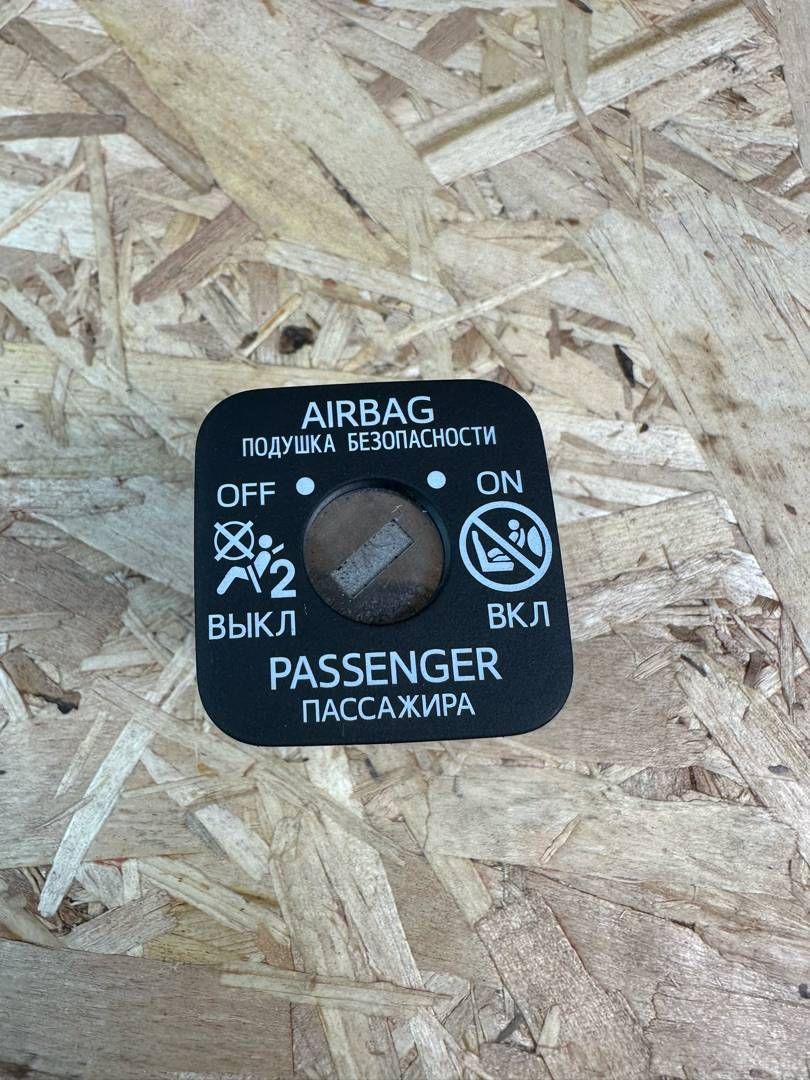 AIRBAG
ПОДУШКА БЕЗОПАСНОСТИ
OFF ON
2
ВЫКЛ ВКЛ
PASSENGER
ПАССАЖИРА